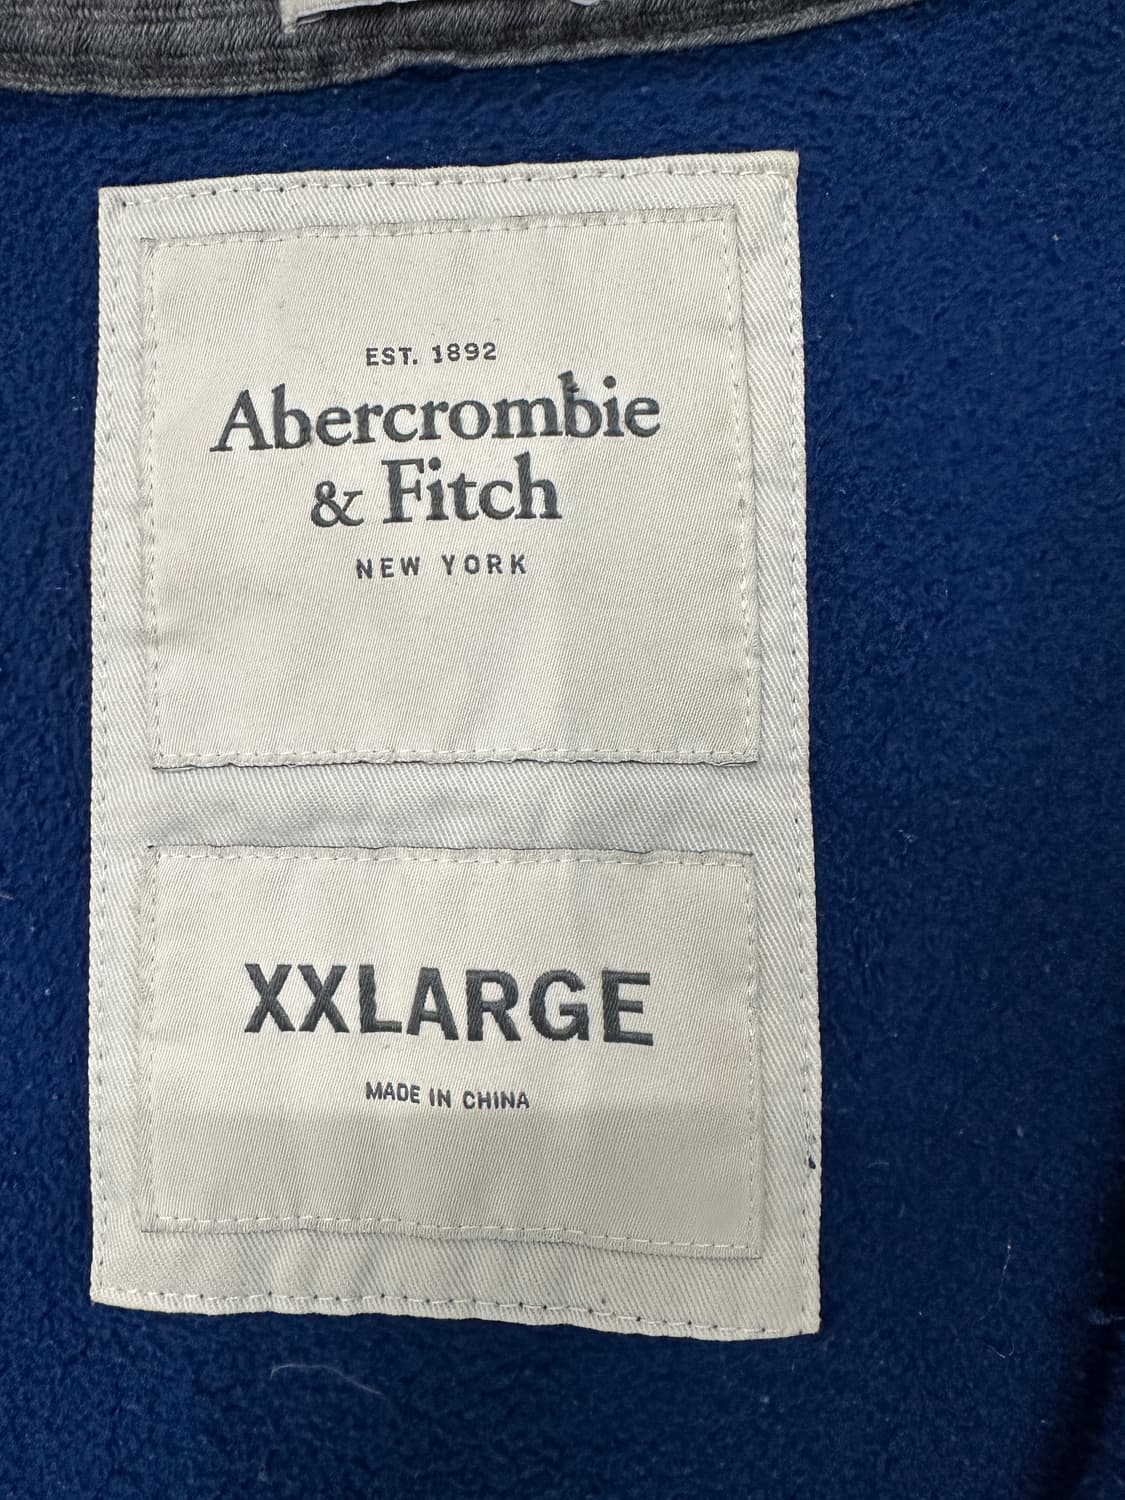 EST. 1892
Abercrombie
& Fitch
NEW YORK
XXLARGE
MADE IN CHINA